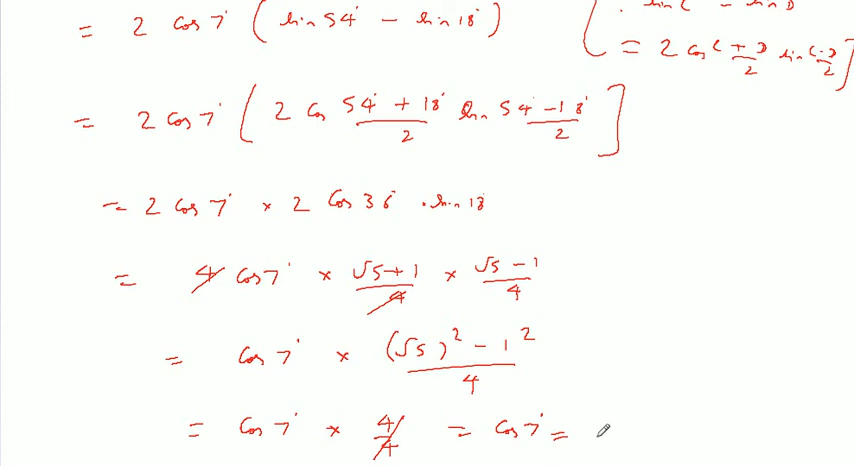 = 2 cos 7° ( sin 54° - sin 18° )
sin C - sin D
= 2 cos C+D/2 sin C-D/2 ]
= 2 cos 7° [ 2 cos 54° + 18°/2 sin 54° - 18°/2 ]
= 2 cos 7° × 2 cos 36° . sin 18°
= 4 cos 7° × √5+1/4 × √5-1/4
= cos 7° × (√5)² - 1²/4
= cos 7° × 4/4 = cos 7° =